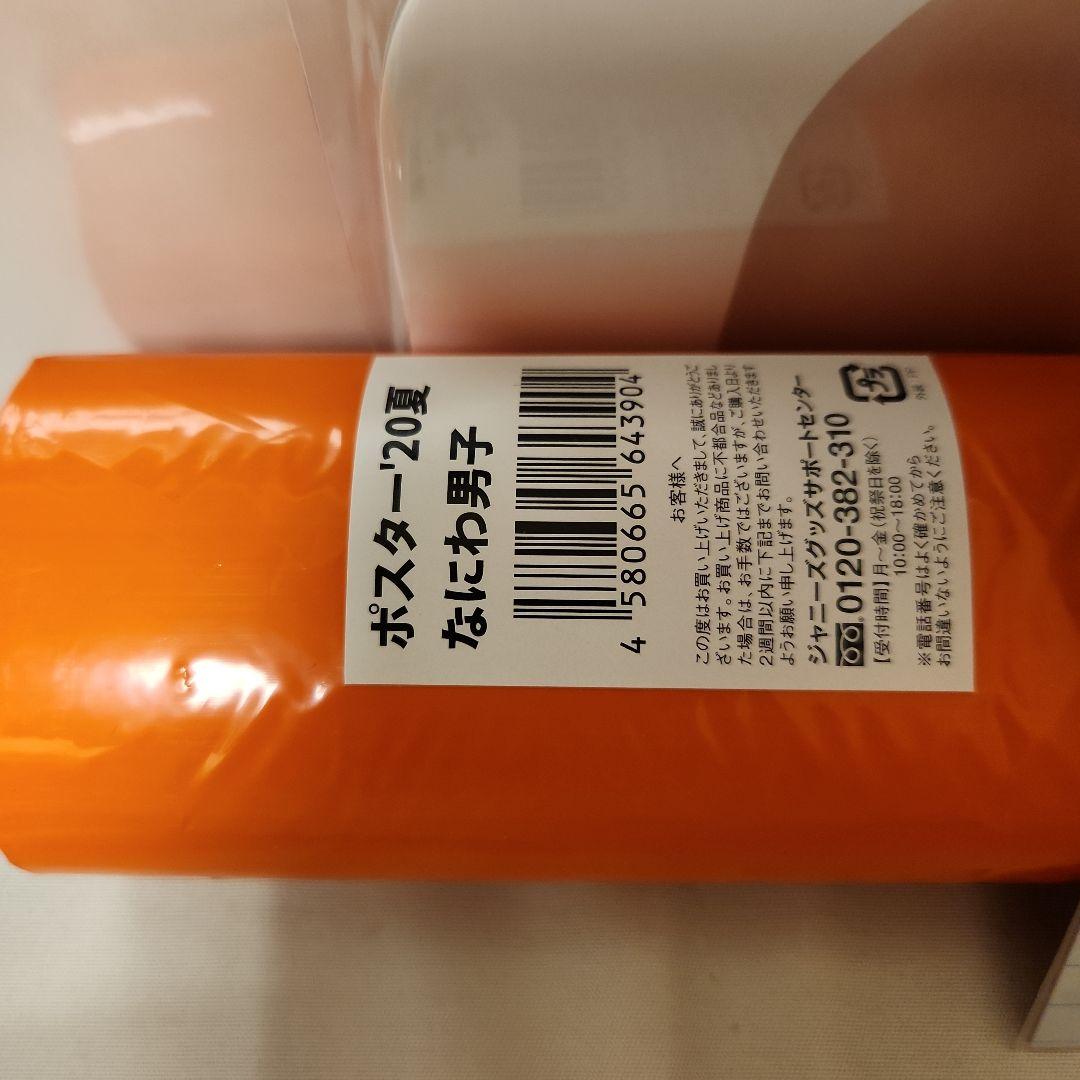 ポスター'20夏
なにわ男子
4 580665 643904
お客様へ
この度はお買い上げいただきまして、誠にありがとうご
ざいます。お買い上げ商品に不都合品などありまし
た場合は、お手数ではございますが、ご購入日より
2週間以内に下記までお問い合わせいただきます
ようお願い申し上げます。
ジャニーズグッズサポートセンター
0120-382-310
【受付時間】月～金(祝祭日を除く)
10:00～18:00
※電話番号はよく確かめてから
お間違いないようにご注意ください。
プラ
外装